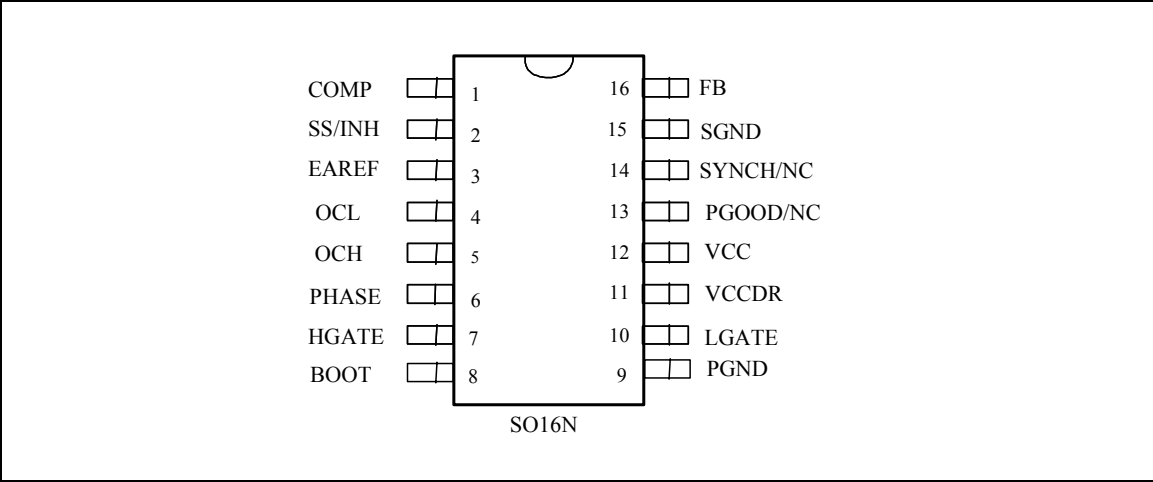 COMP 1 16 FB
SS/INH 2 15 SGND
EAREF 3 14 SYNCH/NC
OCL 4 13 PGOOD/NC
OCH 5 12 VCC
PHASE 6 11 VCCDR
HGATE 7 10 LGATE
BOOT 8 9 PGND
SO16N